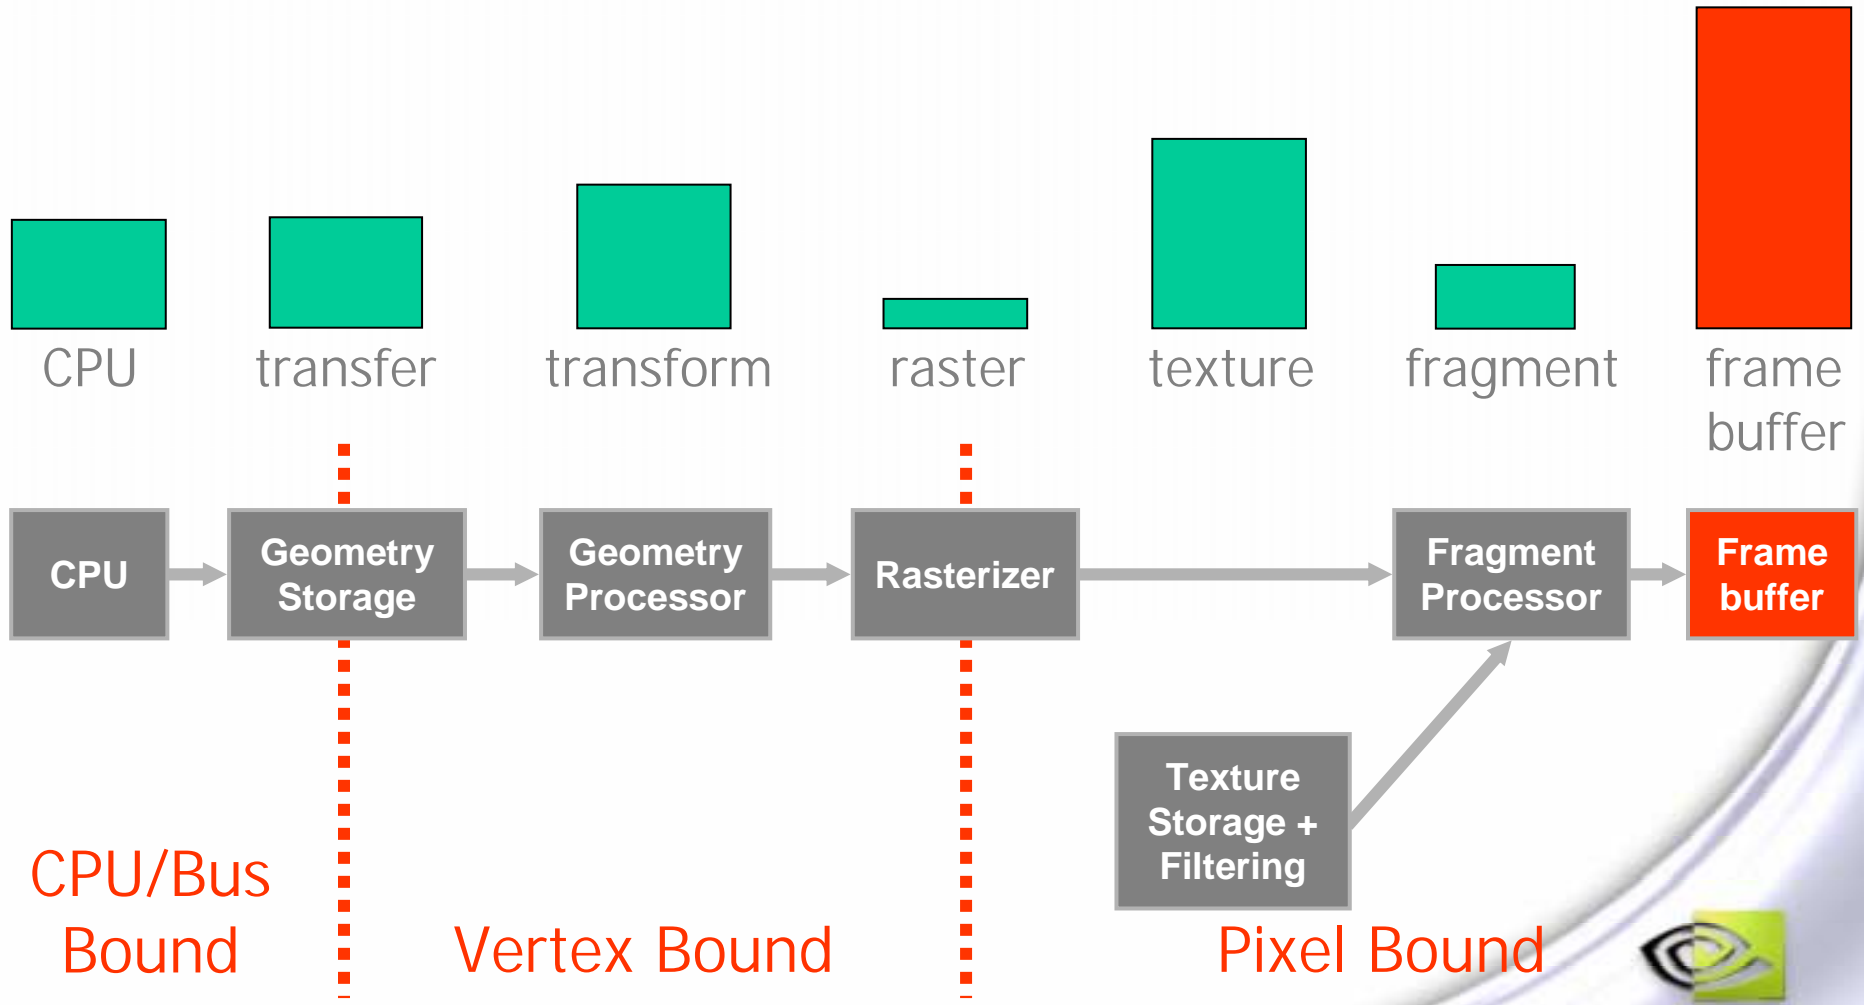 CPU
transfer
transform
raster
texture
fragment
frame
buffer
CPU
Geometry
Storage
Geometry
Processor
Rasterizer
Fragment
Processor
Frame
buffer
Texture
Storage +
Filtering
CPU/Bus
Bound
Vertex Bound
Pixel Bound